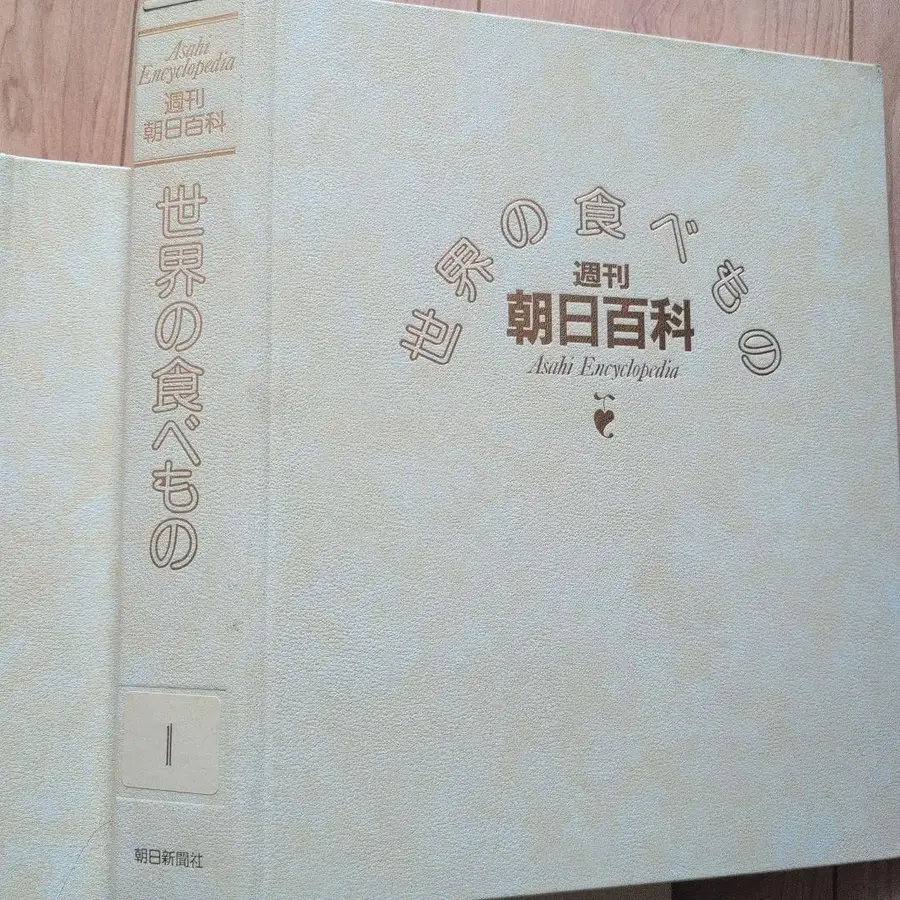 Asahi
Encyclopedia
週刊
朝日百科
世界の食べもの
1
朝日新聞社
世界の食べもの
週刊
朝日百科
Asahi Encyclopedia